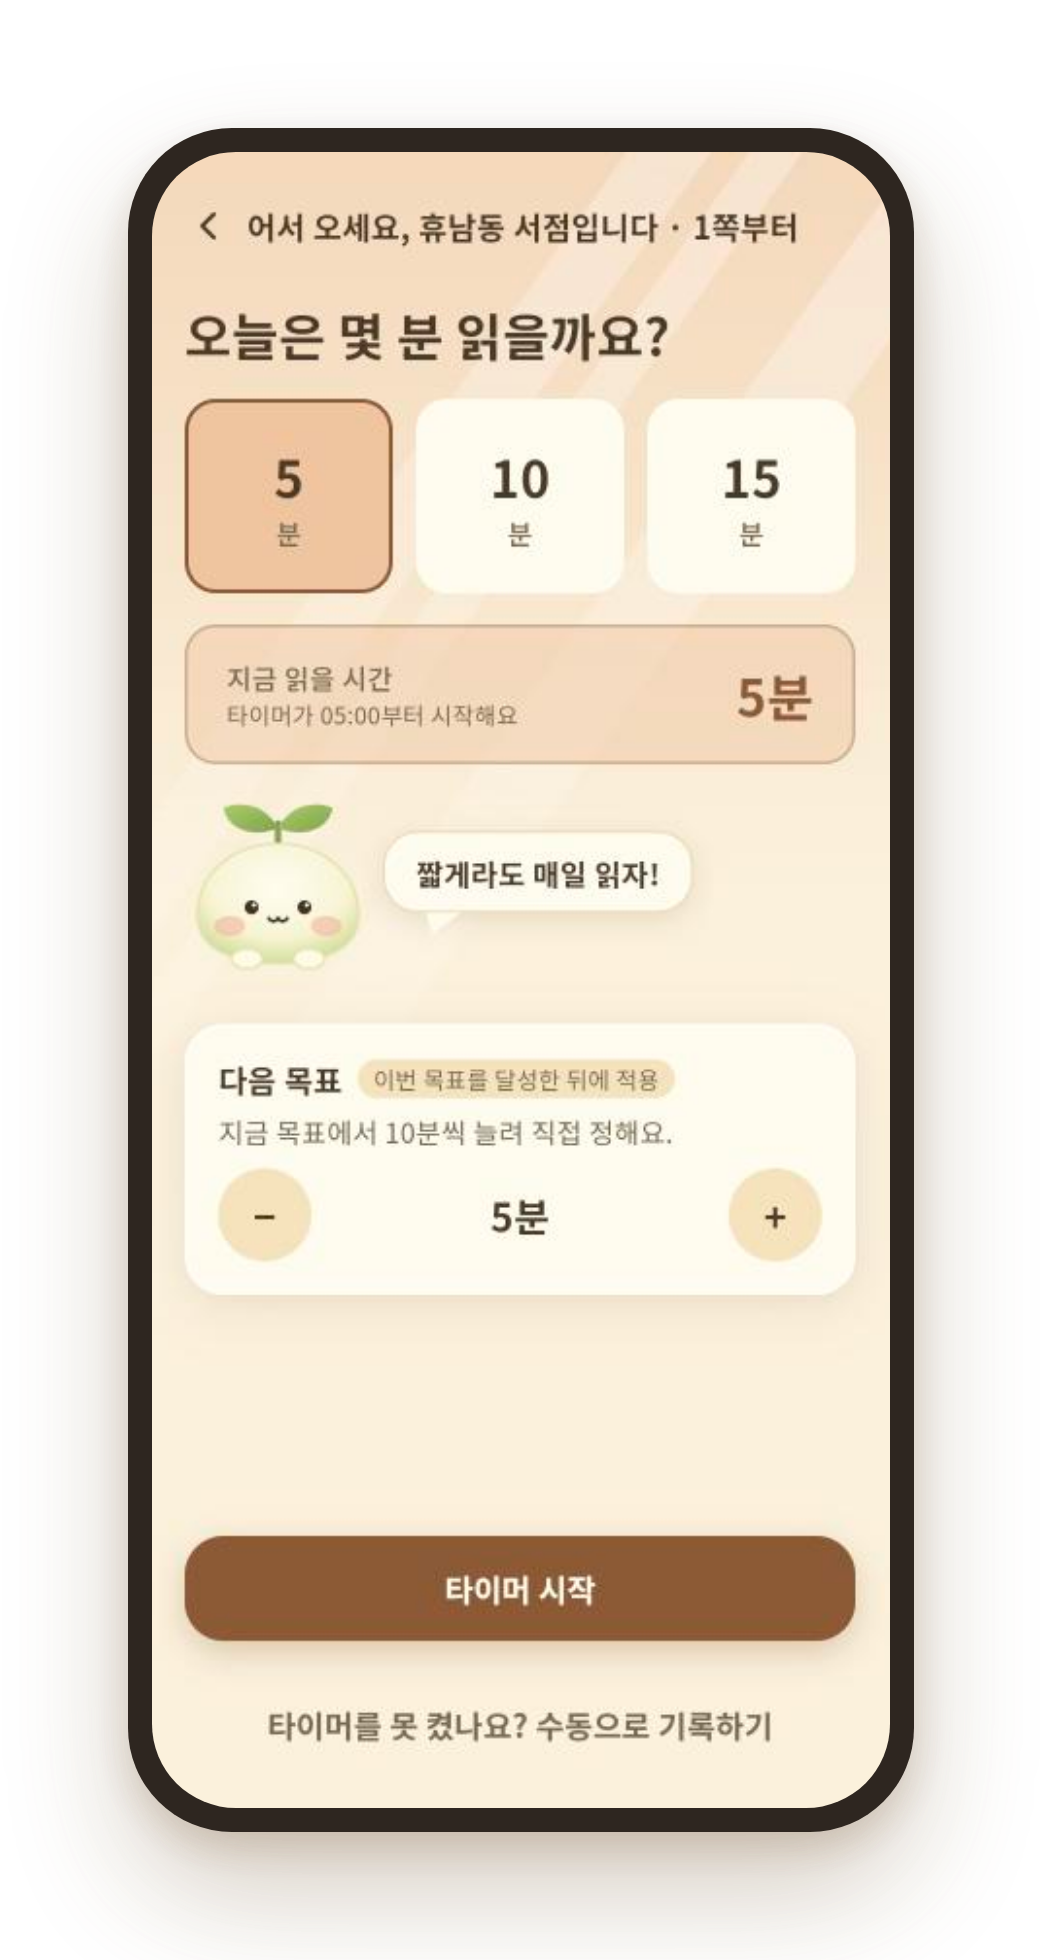 어서 오세요, 휴남동 서점입니다 · 1쪽부터
오늘은 몇 분 읽을까요?
5
분
10
분
15
분
지금 읽을 시간
타이머가 05:00부터 시작해요
5분
짧게라도 매일 읽자!
다음 목표 이번 목표를 달성한 뒤에 적용
지금 목표에서 10분씩 늘려 직접 정해요.
− 5분 +
타이머 시작
타이머를 못 켰나요? 수동으로 기록하기